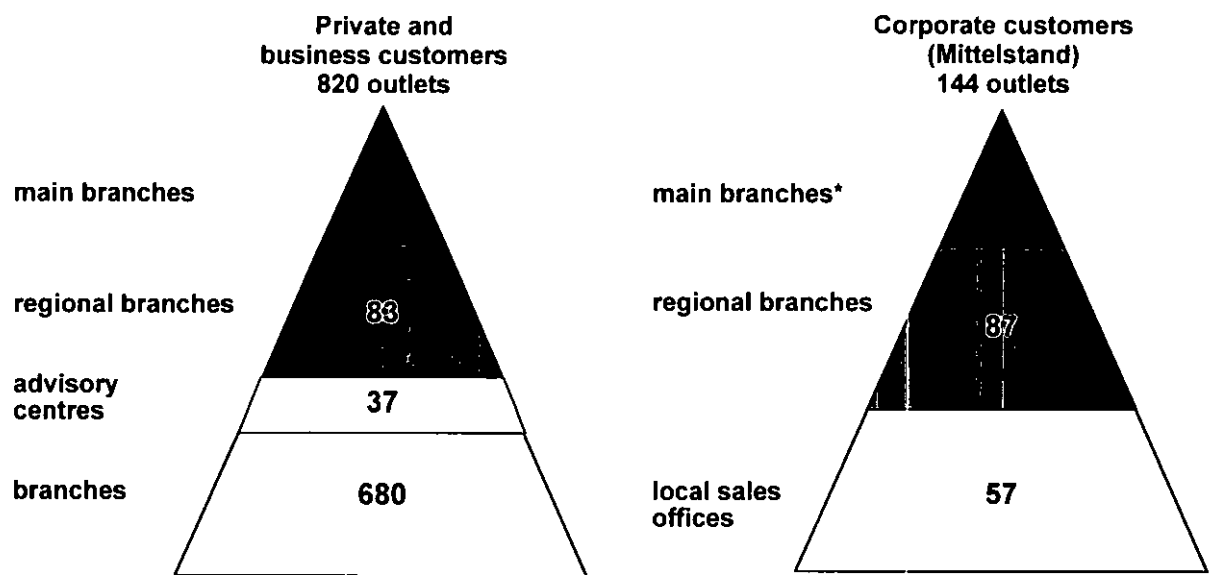 Private and
business customers
820 outlets
main branches
regional branches
83
advisory
centres
37
branches
680
Corporate customers
(Mittelstand)
144 outlets
main branches*
regional branches
87
local sales
offices
57